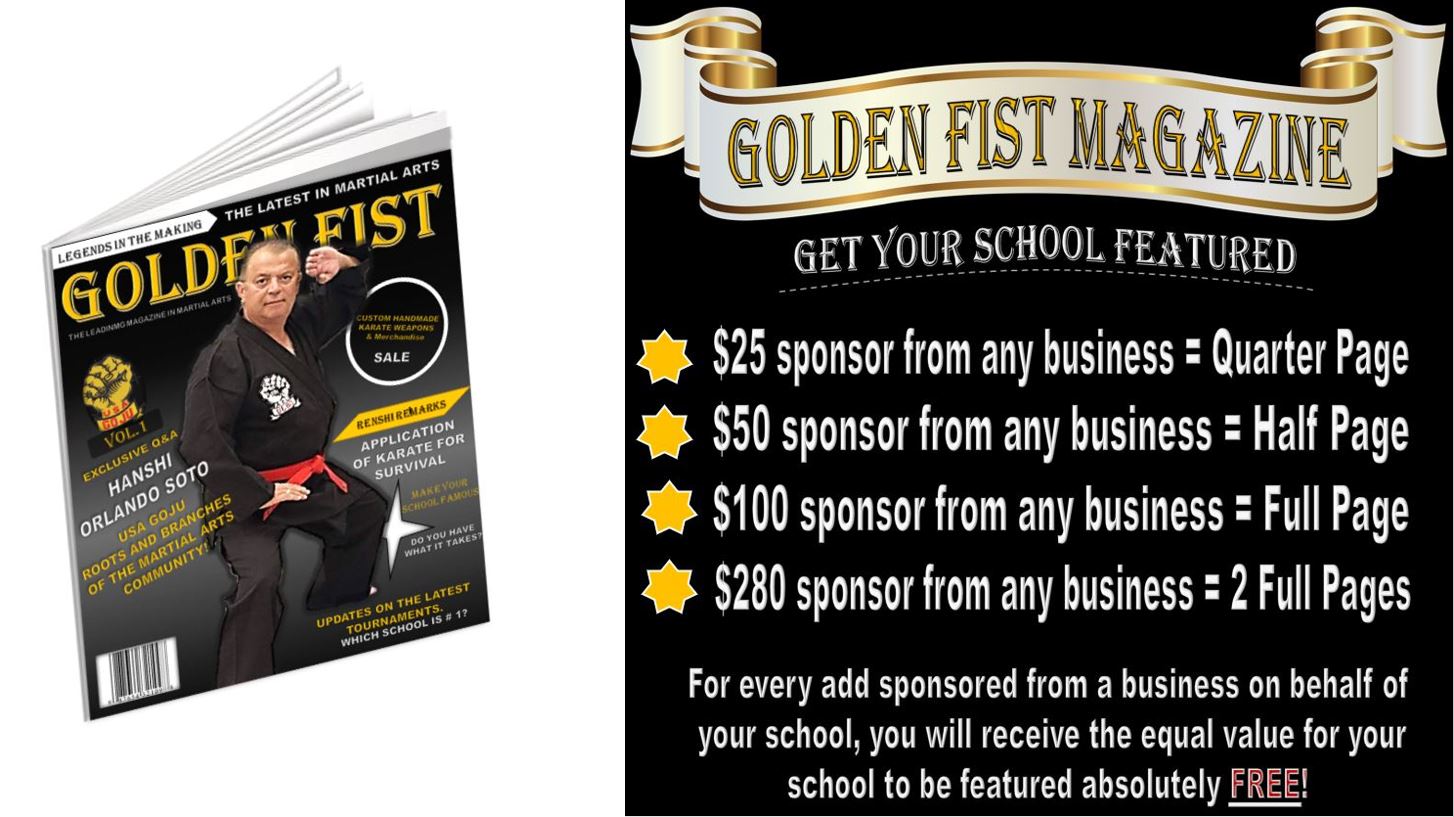 LEGENDS IN THE MAKING
THE LATEST IN MARTIAL ARTS
GOLDEN FIST
THE LEADINMG MAGAZINE IN MARTIAL ARTS
CUSTOM HANDMADE
KARATE WEAPONS
& Merchandise
SALE
USA
GOJU
VOL. 1
EXCLUSIVE Q&A
HANSHI
ORLANDO SOTO
USA GOJU
ROOTS AND BRANCHES
OF THE MARTIAL ARTS
COMMUNITY!
RENSHI REMARKS
APPLICATION
OF KARATE FOR
SURVIVAL
MAKE YOUR
SCHOOL FAMOUS
DO YOU HAVE
WHAT IT TAKES?
UPDATES ON THE LATEST
TOURNAMENTS.
WHICH SCHOOL IS # 1?
GOLDEN FIST MAGAZINE
GET YOUR SCHOOL FEATURED
$25 sponsor from any business = Quarter Page
$50 sponsor from any business = Half Page
$100 sponsor from any business = Full Page
$280 sponsor from any business = 2 Full Pages
For every add sponsored from a business on behalf of
your school, you will receive the equal value for your
school to be featured absolutely FREE!